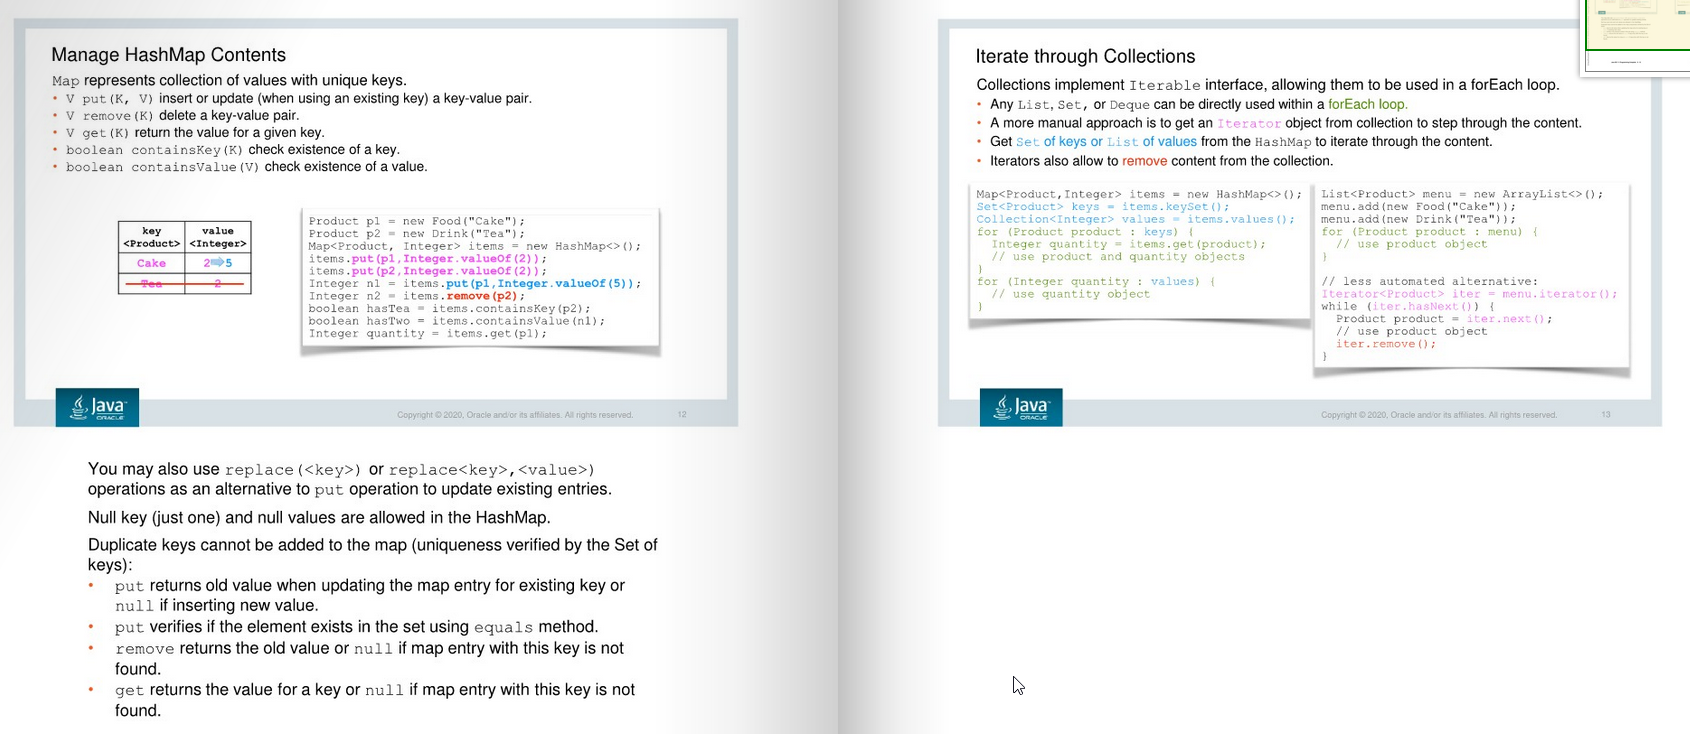 Manage HashMap Contents
Map represents collection of values with unique keys.
• V put(K, V) insert or update (when using an existing key) a key-value pair.
• V remove(K) delete a key-value pair.
• V get(K) return the value for a given key.
• boolean containsKey(K) check existence of a key.
• boolean containsValue(V) check existence of a value.
key value
<Product> <Integer>
Cake 2 5
Tea 2
Product p1 = new Food("Cake");
Product p2 = new Drink("Tea");
Map<Product, Integer> items = new HashMap<>();
items.put(p1,Integer.valueOf(2));
items.put(p2,Integer.valueOf(2));
Integer n1 = items.put(p1,Integer.valueOf(5));
Integer n2 = items.remove(p2);
boolean hasTea = items.containsKey(p2);
boolean hasTwo = items.containsValue(n1);
Integer quantity = items.get(p1);
Java
ORACLE
Copyright © 2020, Oracle and/or its affiliates. All rights reserved. 12
You may also use replace(<key>) or replace<key>,<value>)
operations as an alternative to put operation to update existing entries.
Null key (just one) and null values are allowed in the HashMap.
Duplicate keys cannot be added to the map (uniqueness verified by the Set of
keys):
• put returns old value when updating the map entry for existing key or
null if inserting new value.
• put verifies if the element exists in the set using equals method.
• remove returns the old value or null if map entry with this key is not
found.
• get returns the value for a key or null if map entry with this key is not
found.
Iterate through Collections
Collections implement Iterable interface, allowing them to be used in a forEach loop.
• Any List, Set, or Deque can be directly used within a forEach loop.
• A more manual approach is to get an Iterator object from collection to step through the content.
• Get Set of keys or List of values from the HashMap to iterate through the content.
• Iterators also allow to remove content from the collection.
Map<Product,Integer> items = new HashMap<>();
Set<Product> keys = items.keySet();
Collection<Integer> values = items.values();
for (Product product : keys) {
Integer quantity = items.get(product);
// use product and quantity objects
}
for (Integer quantity : values) {
// use quantity object
}
List<Product> menu = new ArrayList<>();
menu.add(new Food("Cake"));
menu.add(new Drink("Tea"));
for (Product product : menu) {
// use product object
}
// less automated alternative:
Iterator<Product> iter = menu.iterator();
while (iter.hasNext()) {
Product product = iter.next();
// use product object
iter.remove();
}
Java
ORACLE
Copyright © 2020, Oracle and/or its affiliates. All rights reserved. 13